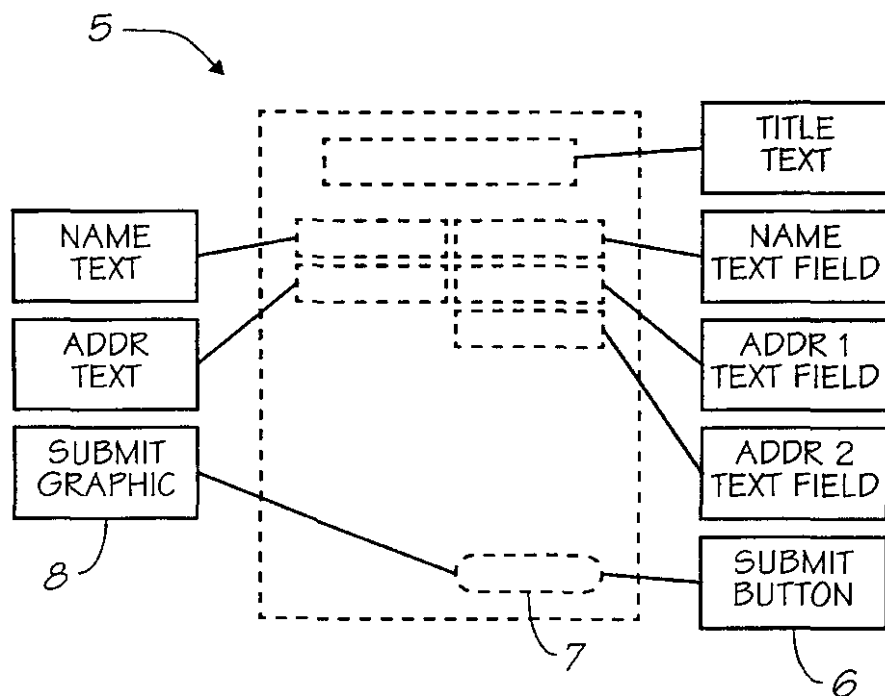 5
TITLE
TEXT
NAME
TEXT
NAME
TEXT FIELD
ADDR
TEXT
ADDR 1
TEXT FIELD
SUBMIT
GRAPHIC
ADDR 2
TEXT FIELD
8
SUBMIT
BUTTON
7
6